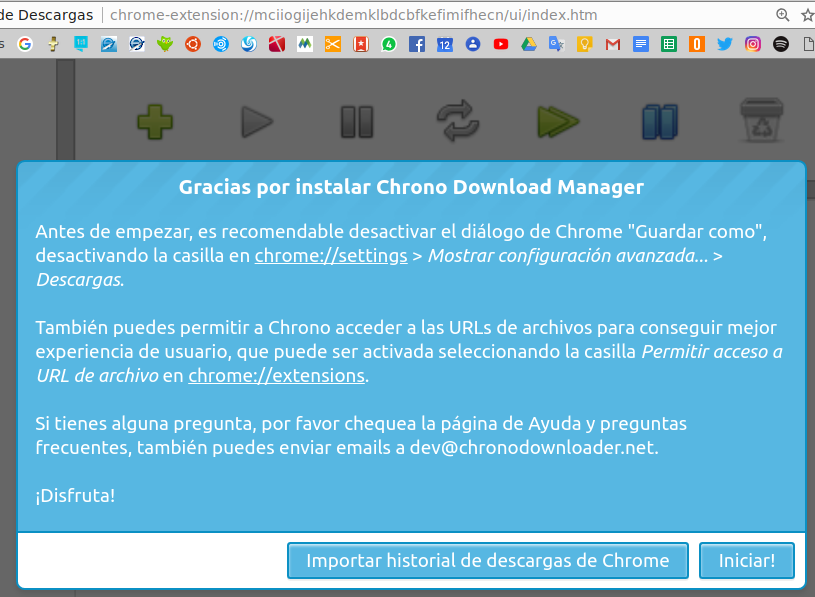 de Descargas
chrome-extension://mciiogijehkdemklbdcbfkefimifhecn/ui/index.htm
s
1:1
4
12
Gracias por instalar Chrono Download Manager
Antes de empezar, es recomendable desactivar el diálogo de Chrome "Guardar como",
desactivando la casilla en chrome://settings > Mostrar configuración avanzada... >
Descargas.
También puedes permitir a Chrono acceder a las URLs de archivos para conseguir mejor
experiencia de usuario, que puede ser activada seleccionando la casilla Permitir acceso a
URL de archivo en chrome://extensions.
Si tienes alguna pregunta, por favor chequea la página de Ayuda y preguntas
frecuentes, también puedes enviar emails a dev@chronodownloader.net.
¡Disfruta!
Importar historial de descargas de Chrome
Iniciar!